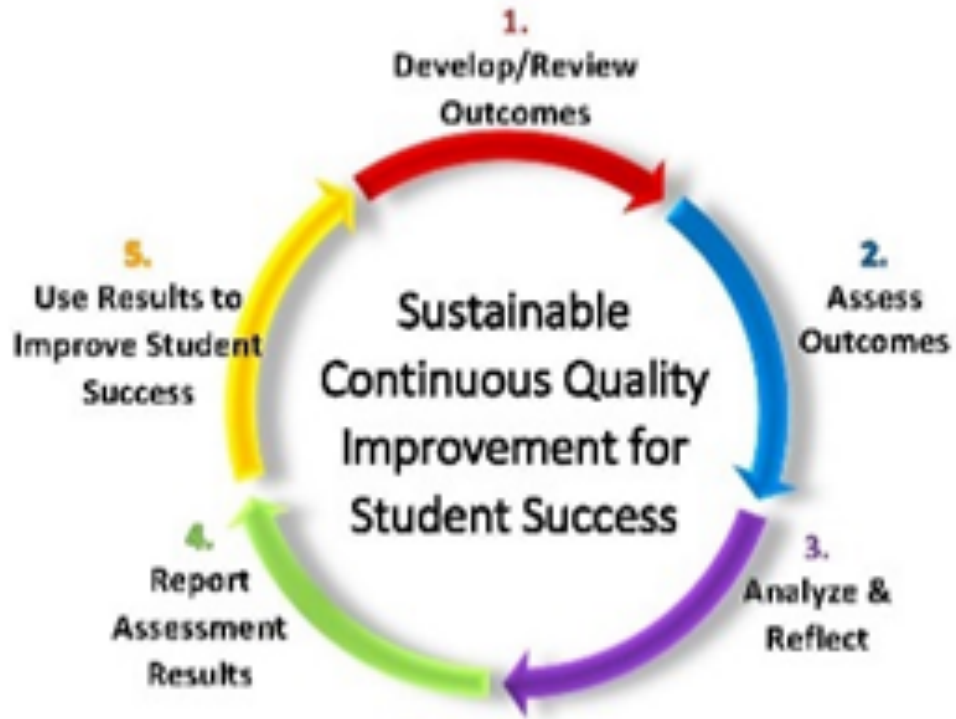 1.
Develop/Review
Outcomes
2.
Assess
Outcomes
3.
Analyze &
Reflect
4.
Report
Assessment
Results
5.
Use Results to
Improve Student
Success
Sustainable
Continuous Quality
Improvement for
Student Success